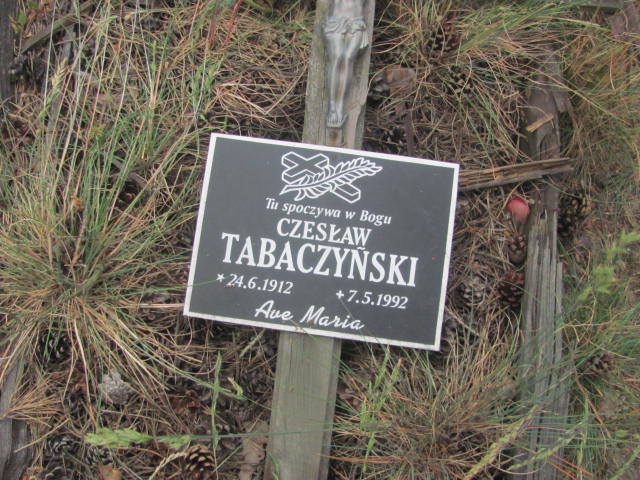 Tu spoczywa w Bogu
CZESŁAW
TABACZYŃSKI
* 24.6.1912 + 7.5.1992
Ave Maria